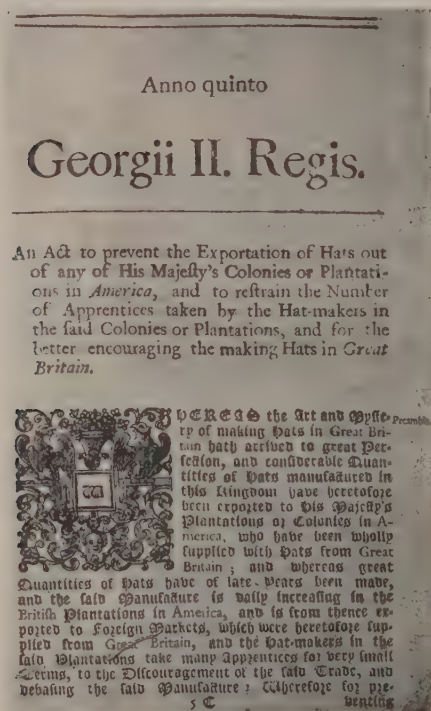 Anno quinto
Georgii II. Regis.
An Act to prevent the Exportation of Hats out
of any of His Majeſty's Colonies or Plantati-
ons in America, and to reſtrain the Number
of Apprentices taken by the Hat-makers in
the ſaid Colonies or Plantations, and for the
better encouraging the making Hats in Great
Britain.
WHEREAS the Art and Myſte-
Preamble.
ry of making Hats in Great Bri-
tain hath arrived to great Per-
fection, and conſiderable Quan-
tities of Hats manufactured in
this Kingdom have heretofore
been exported to His Majeſty's
Plantations or Colonies in A-
merica, who have been wholly
ſupplied with Hats from Great
Britain; and whereas great
Quantities of Hats have of late Years been made,
and the ſaid Manufacture is daily increaſing in the
Britiſh Plantations in America, and is from thence ex-
ported to Foreign Markets, which were heretofore ſup-
plied from Great Britain, and the Hat-makers in the
ſaid Plantations take many Apprentices for very ſmall
Terms, to the Diſcouragement of the ſaid Trade, and
debaſing the ſaid Manufacture: Wherefore for pre-
5 C
venting